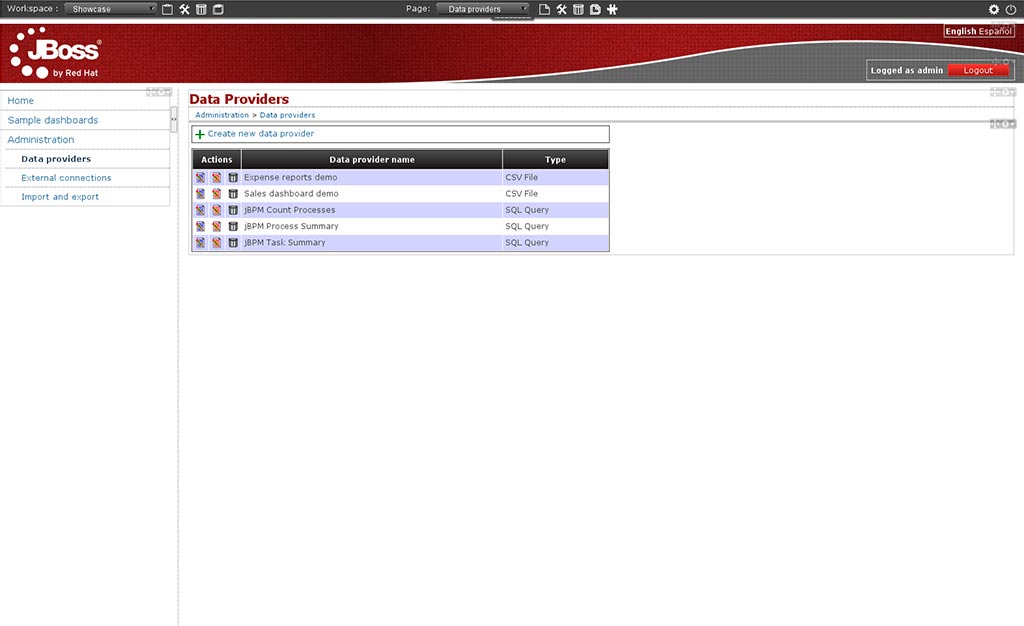 Workspace : Showcase Page: Data providers
English Español
JBoss®
by Red Hat
Logged as admin Logout
Home
Sample dashboards
Administration
Data providers
External connections
Import and export
Data Providers
Administration > Data providers
Create new data provider
Actions Data provider name Type
Expense reports demo CSV File
Sales dashboard demo CSV File
jBPM Count Processes SQL Query
jBPM Process Summary SQL Query
jBPM Task Summary SQL Query